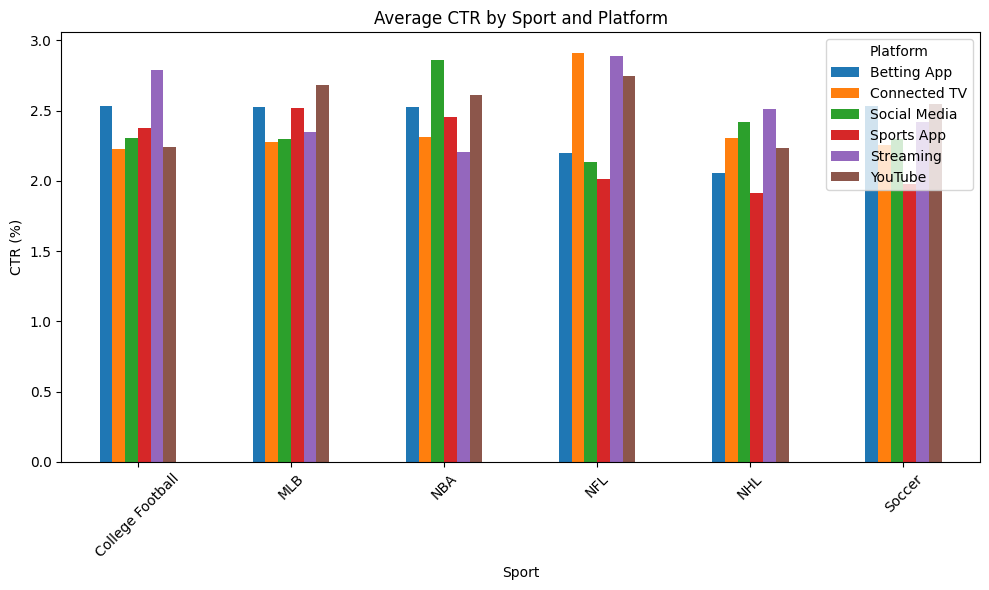 Average CTR by Sport and Platform
CTR (%)
3.0
2.5
2.0
1.5
1.0
0.5
0.0
Platform
Betting App
Connected TV
Social Media
Sports App
Streaming
YouTube
College Football
MLB
NBA
NFL
NHL
Soccer
Sport